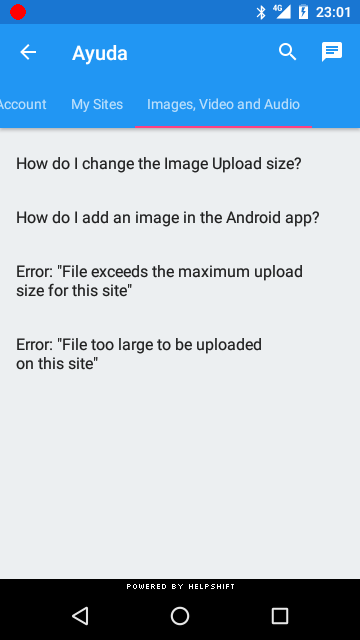 4G 23:01
Ayuda
Account My Sites Images, Video and Audio
How do I change the Image Upload size?
How do I add an image in the Android app?
Error: "File exceeds the maximum upload
size for this site"
Error: "File too large to be uploaded
on this site"
POWERED BY HELPSHIFT